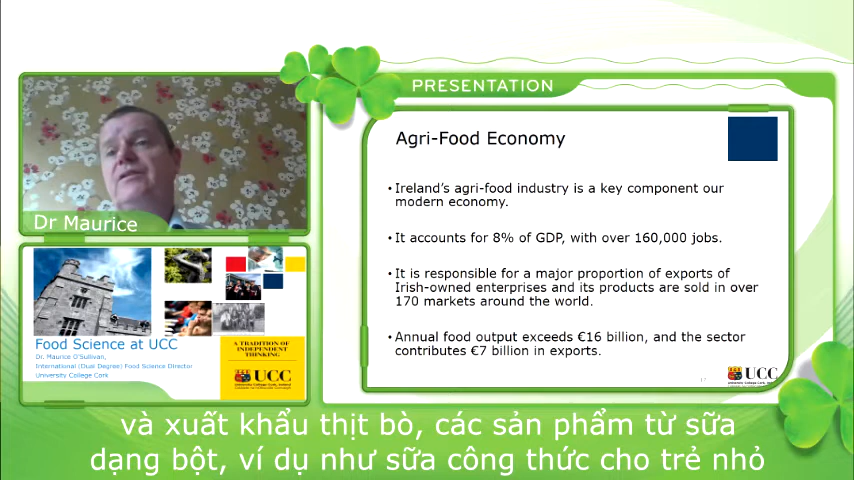 PRESENTATION
Agri-Food Economy
• Ireland's agri-food industry is a key component our
modern economy.
• It accounts for 8% of GDP, with over 160,000 jobs.
• It is responsible for a major proportion of exports of
Irish-owned enterprises and its products are sold in over
170 markets around the world.
• Annual food output exceeds €16 billion, and the sector
contributes €7 billion in exports.
UCC
Dr Maurice
Food Science at UCC
Dr. Maurice O'Sullivan,
International (Dual Degree) Food Science Director
University College Cork
A TRADITION OF
INDEPENDENT
THINKING
UCC
University College Cork, Ireland
và xuất khẩu thịt bò, các sản phẩm từ sữa
dạng bột, ví dụ như sữa công thức cho trẻ nhỏ